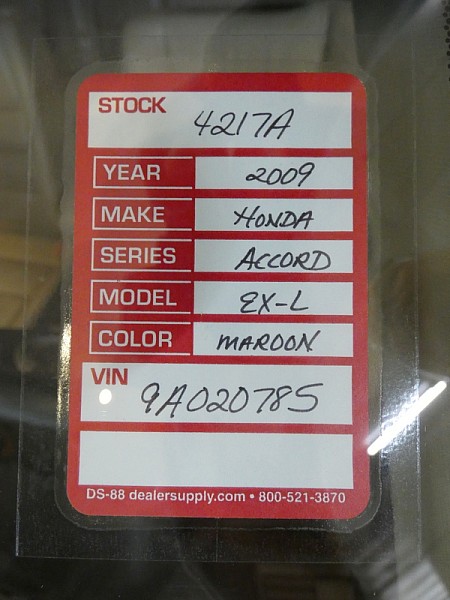 STOCK 4217A
YEAR 2009
MAKE HONDA
SERIES ACCORD
MODEL EX-L
COLOR MAROON
VIN
9A020785
DS-88 dealersupply.com • 800-521-3870